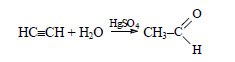 HC≡CH + H₂O —HgSO₄→ CH₃–C
O
H